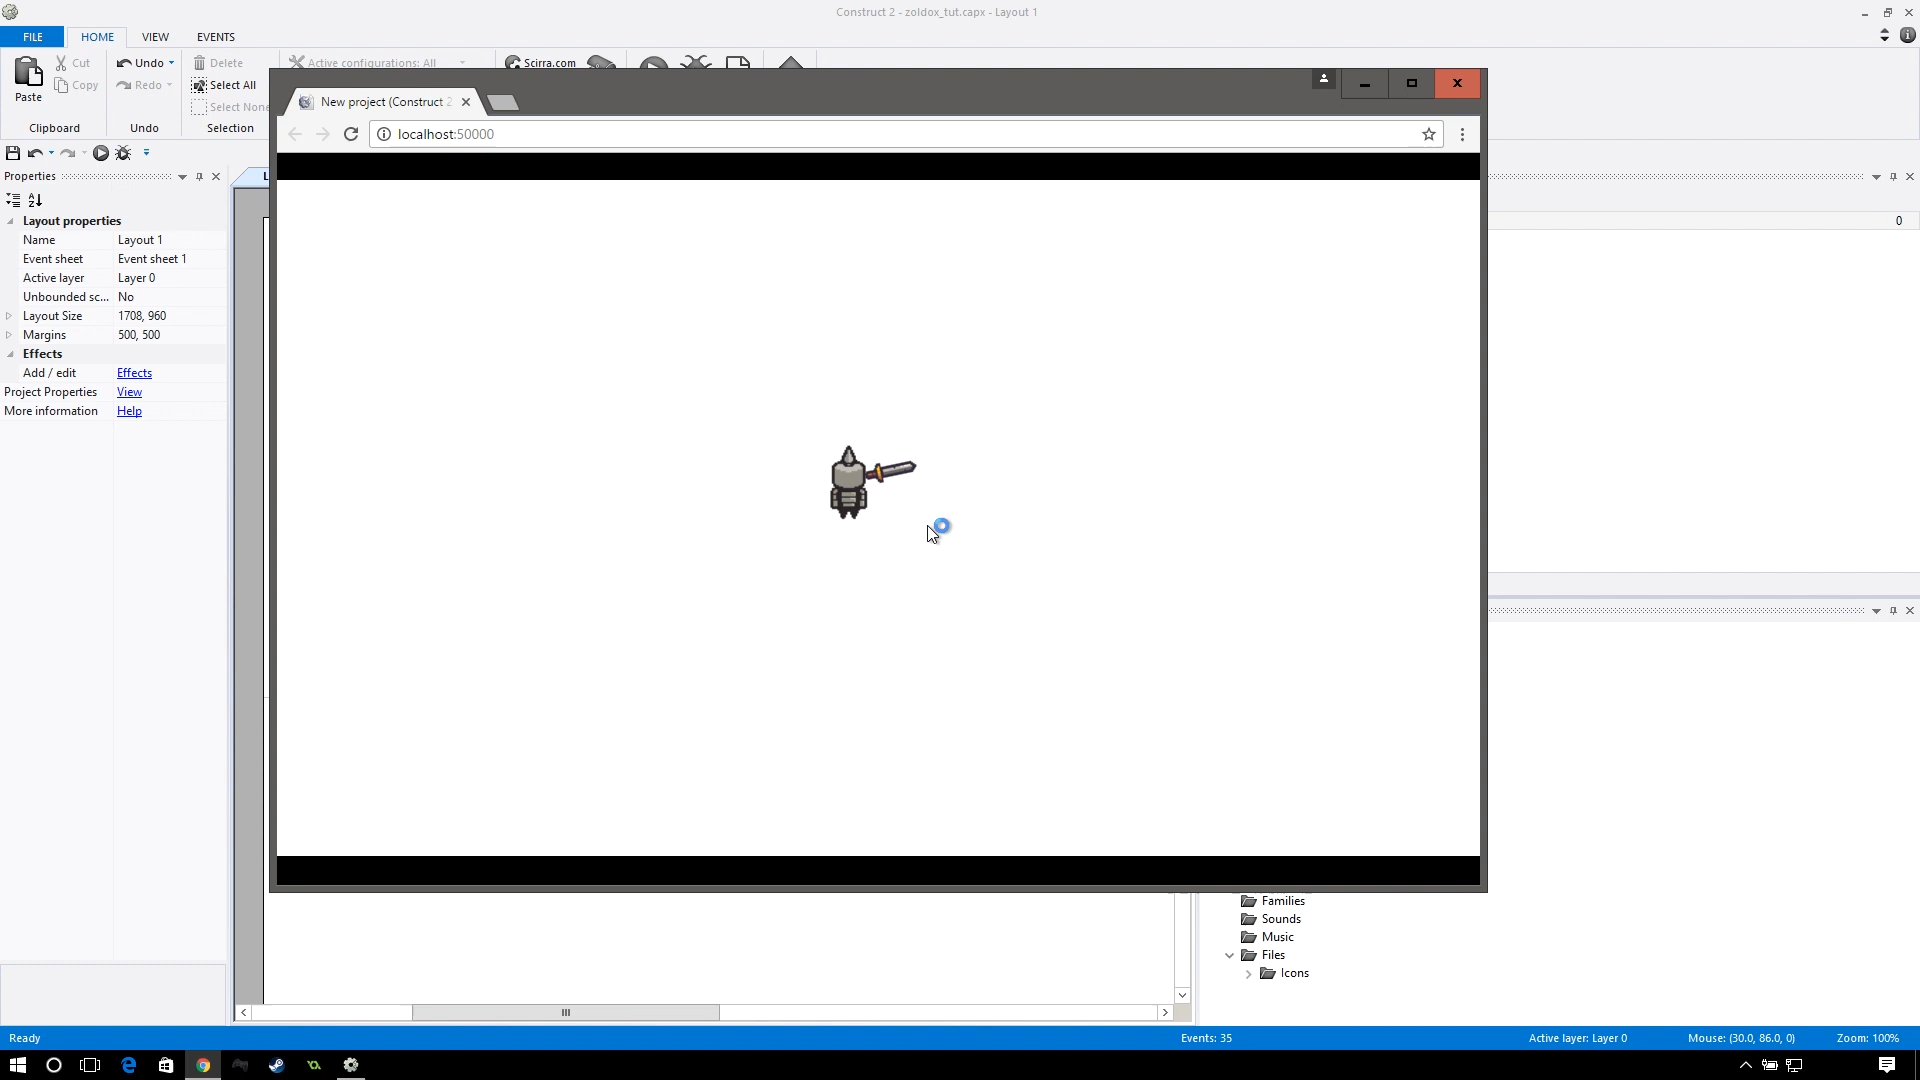 Construct 2 - zoldox_tut.capx - Layout 1
FILE
HOME
VIEW
EVENTS
Paste
Cut
Copy
Clipboard
Undo
Redo
Undo
Delete
Select All
Select None
Selection
Active configurations: All
Scirra.com
New project (Construct 2
localhost:50000
Properties
Layout properties
Name Layout 1
Event sheet Event sheet 1
Active layer Layer 0
Unbounded sc... No
Layout Size 1708, 960
Margins 500, 500
Effects
Add / edit Effects
Project Properties View
More information Help
L
0
Families
Sounds
Music
Files
Icons
Ready
Events: 35
Active layer: Layer 0
Mouse: (30.0, 86.0, 0)
Zoom: 100%